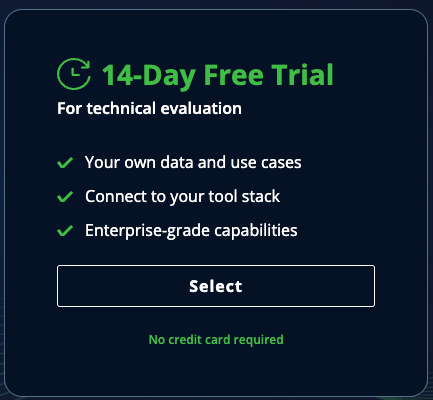 14-Day Free Trial
For technical evaluation
Your own data and use cases
Connect to your tool stack
Enterprise-grade capabilities
Select
No credit card required